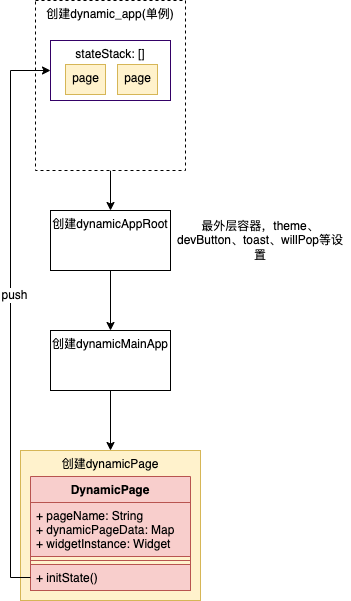 创建dynamic_app(单例)
stateStack: []
page
page
创建dynamicAppRoot
最外层容器，theme、
devButton、toast、willPop等设
置
push
创建dynamicMainApp
创建dynamicPage
DynamicPage
+ pageName: String
+ dynamicPageData: Map
+ widgetInstance: Widget
+ initState()